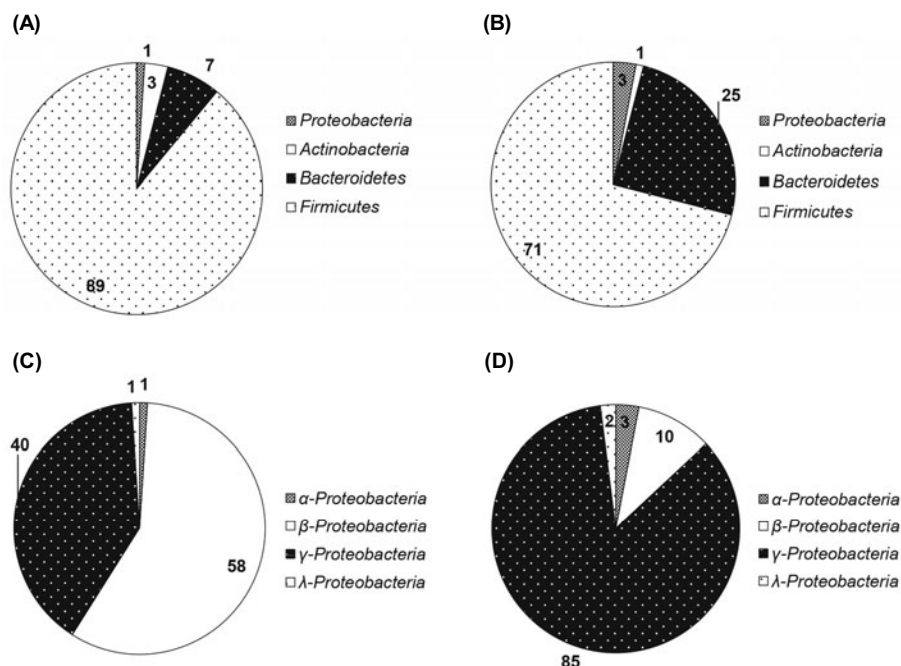 (A)
1
3
7
89
Proteobacteria
Actinobacteria
Bacteroidetes
Firmicutes
(B)
1
3
25
71
Proteobacteria
Actinobacteria
Bacteroidetes
Firmicutes
(C)
1 1
40
58
α-Proteobacteria
β-Proteobacteria
γ-Proteobacteria
λ-Proteobacteria
(D)
2 3
10
85
α-Proteobacteria
β-Proteobacteria
γ-Proteobacteria
λ-Proteobacteria